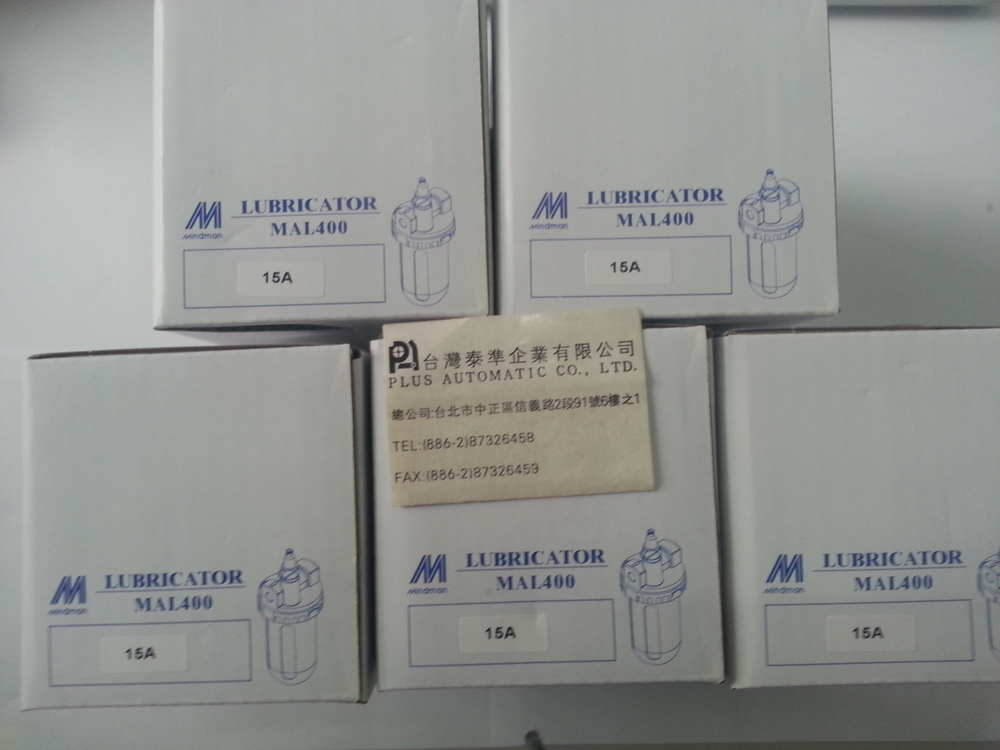 Mindman
LUBRICATOR
MAL400
15A
Mindman
LUBRICATOR
MAL400
15A
台灣泰準企業有限公司
PLUS AUTOMATIC CO., LTD.
總公司:台北市中正區信義路2段91號6樓之1
TEL:(886-2)87326458
FAX:(886-2)87326459
Mindman
LUBRICATOR
MAL400
15A
Mindman
LUBRICATOR
MAL400
15A
Mindman
LUBRICATOR
MAL400
15A